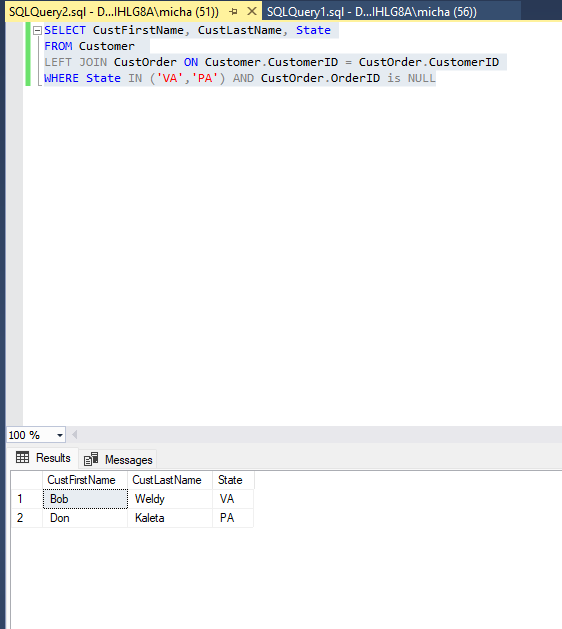 SQLQuery2.sql - D...IHLG8A\micha (51)) SQLQuery1.sql - D...IHLG8A\micha (56))
SELECT CustFirstName, CustLastName, State
FROM Customer
LEFT JOIN CustOrder ON Customer.CustomerID = CustOrder.CustomerID
WHERE State IN ('VA','PA') AND CustOrder.OrderID is NULL
100 %
Results Messages
CustFirstName CustLastName State
1 Bob Weldy VA
2 Don Kaleta PA